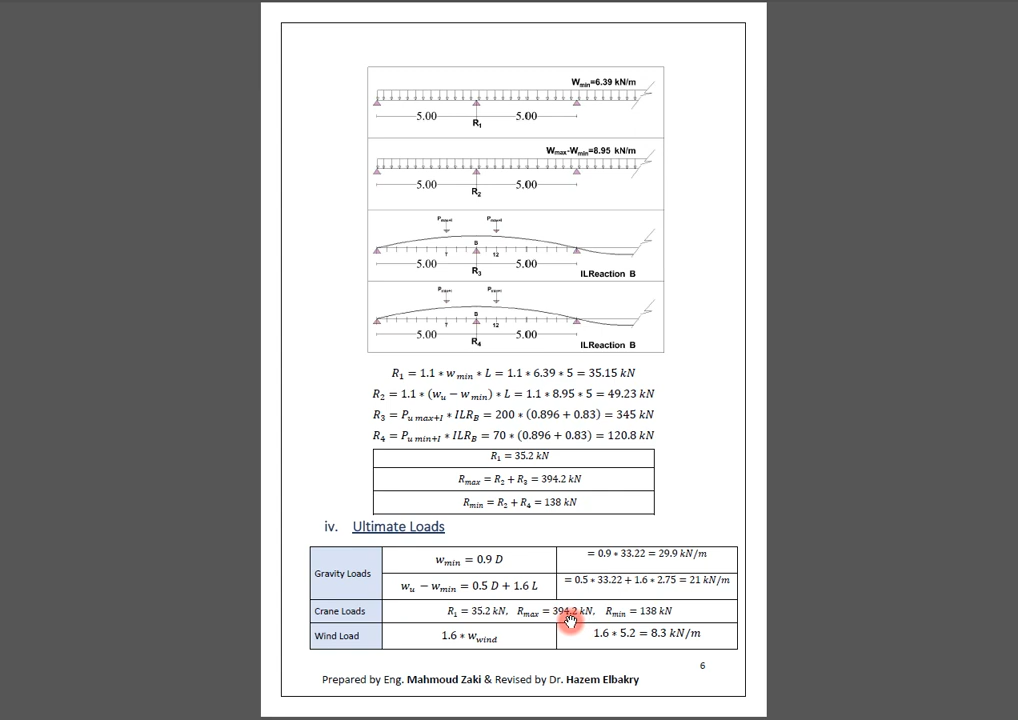 Wmin=6.39 kN/m
5.00 5.00
R1
Wmax-Wmin=8.95 kN/m
5.00 5.00
R2
B
7 12
5.00 5.00
R3 ILReaction B
B
7 12
5.00 5.00
R4 ILReaction B
R1 = 1.1 * w min * L = 1.1 * 6.39 * 5 = 35.15 kN
R2 = 1.1 * (wu − w min) * L = 1.1 * 8.95 * 5 = 49.23 kN
R3 = Pu max+I * ILRB = 200 * (0.896 + 0.83) = 345 kN
R4 = Pu min+I * ILRB = 70 * (0.896 + 0.83) = 120.8 kN
R1 = 35.2 kN
Rmax = R2 + R3 = 394.2 kN
Rmin = R2 + R4 = 138 kN
iv. Ultimate Loads
Gravity Loads
wmin = 0.9 D = 0.9 * 33.22 = 29.9 kN/m
wu − wmin = 0.5 D + 1.6 L = 0.5 * 33.22 + 1.6 * 2.75 = 21 kN/m
Crane Loads R1 = 35.2 kN, Rmax = 394.2 kN, Rmin = 138 kN
Wind Load 1.6 * wwind 1.6 * 5.2 = 8.3 kN/m
6
Prepared by Eng. Mahmoud Zaki & Revised by Dr. Hazem Elbakry